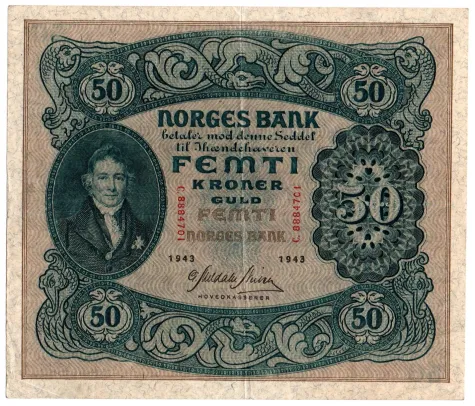 50
50
NORGES BANK
betaler mod denne Seddel
til Ihændehaveren
FEMTI
KRONER
GULD
FEMTI
NORGES BANK
C.8884701
C.8884701
50
1943
1943
HOVEDKASSERER
50
50